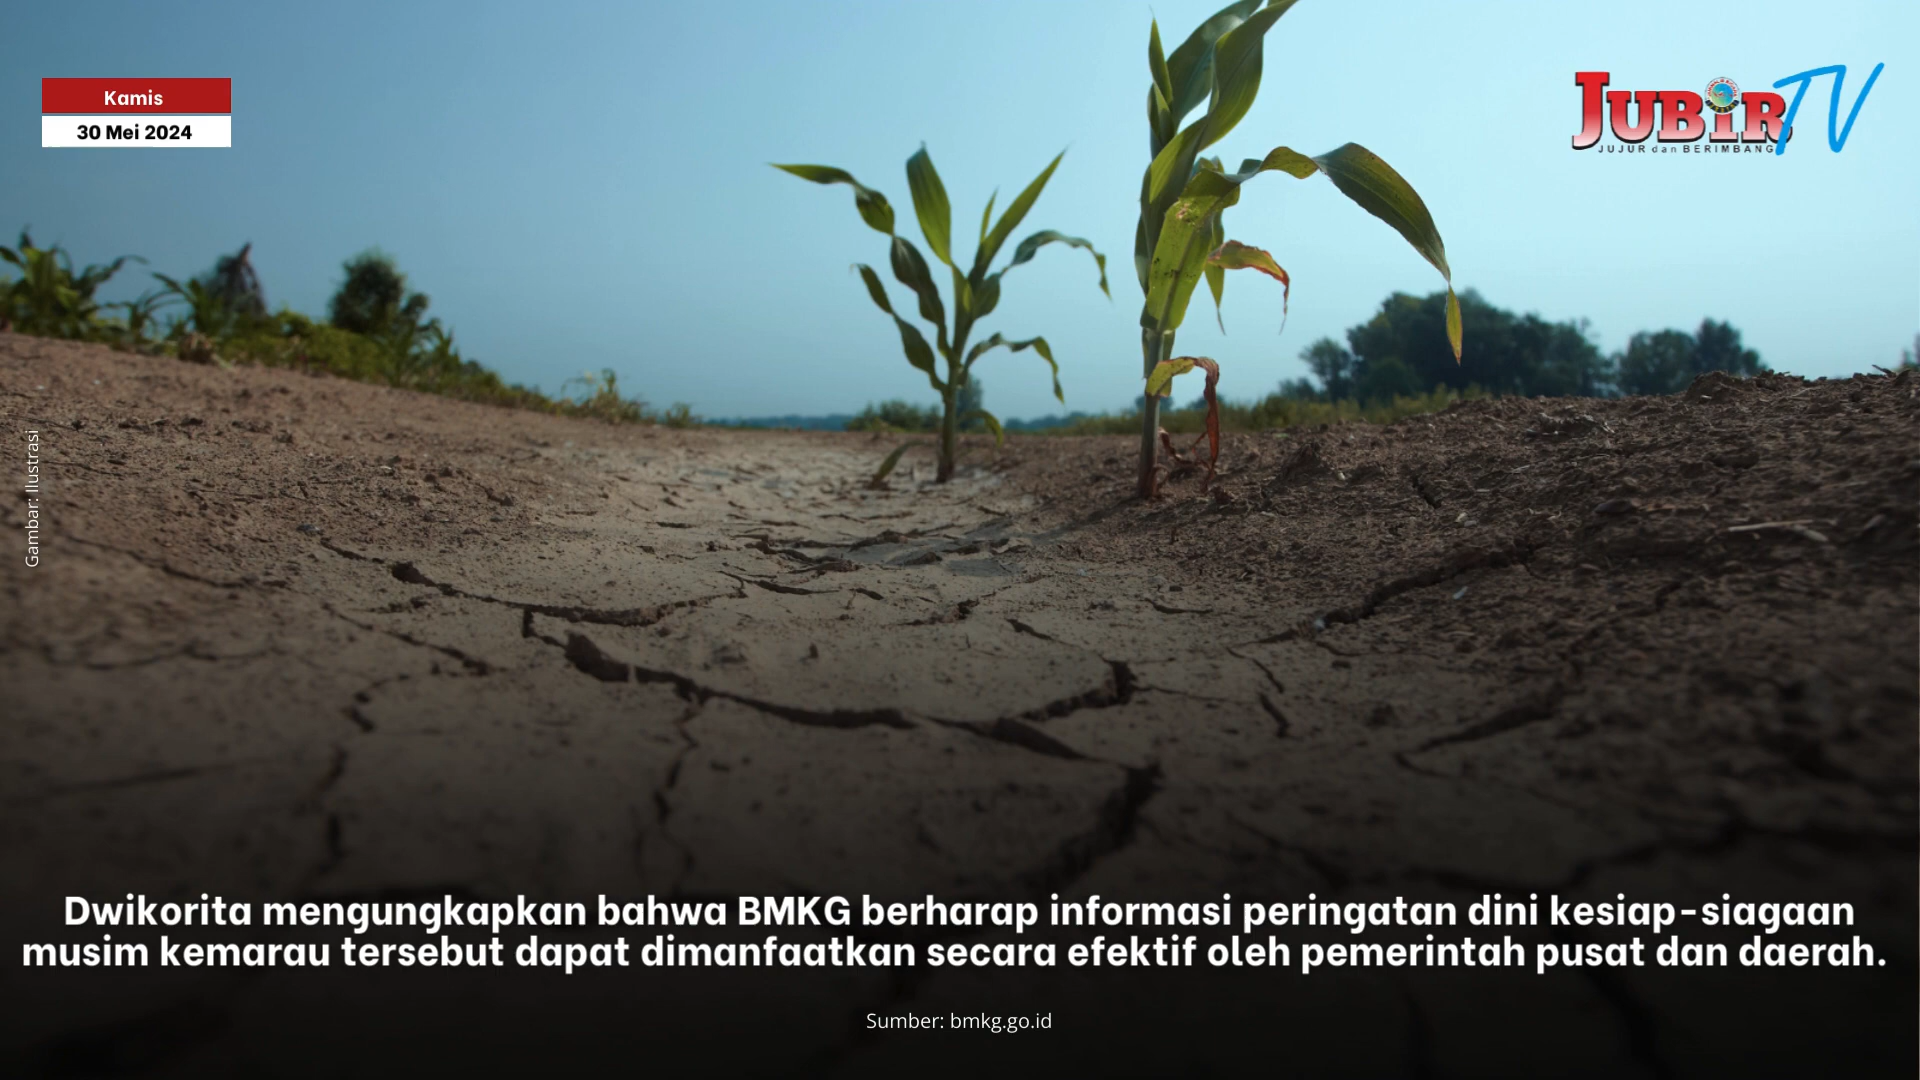 Kamis
30 Mei 2024
JUBIR TV
JUJUR dan BERIMBANG
Gambar: Ilustrasi
Dwikorita mengungkapkan bahwa BMKG berharap informasi peringatan dini kesiap-siagaan
musim kemarau tersebut dapat dimanfaatkan secara efektif oleh pemerintah pusat dan daerah.
Sumber: bmkg.go.id